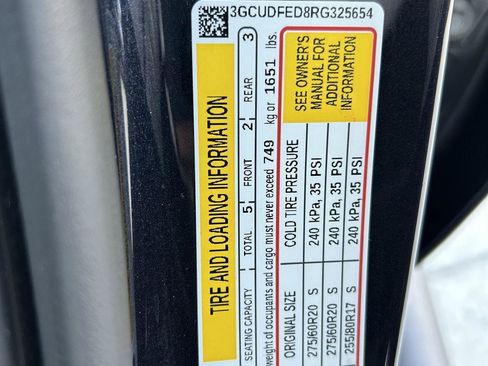 3GCUDFED8RG325654
TIRE AND LOADING INFORMATION
SEATING CAPACITY TOTAL 5 FRONT 2 REAR 3
weight of occupants and cargo must never exceed 749 kg or 1651 lbs.
ORIGINAL SIZE COLD TIRE PRESSURE
275/60R20 S 240 kPa, 35 PSI
275/60R20 S 240 kPa, 35 PSI
255/80R17 S 240 kPa, 35 PSI
SEE OWNER'S
MANUAL FOR
ADDITIONAL
INFORMATION